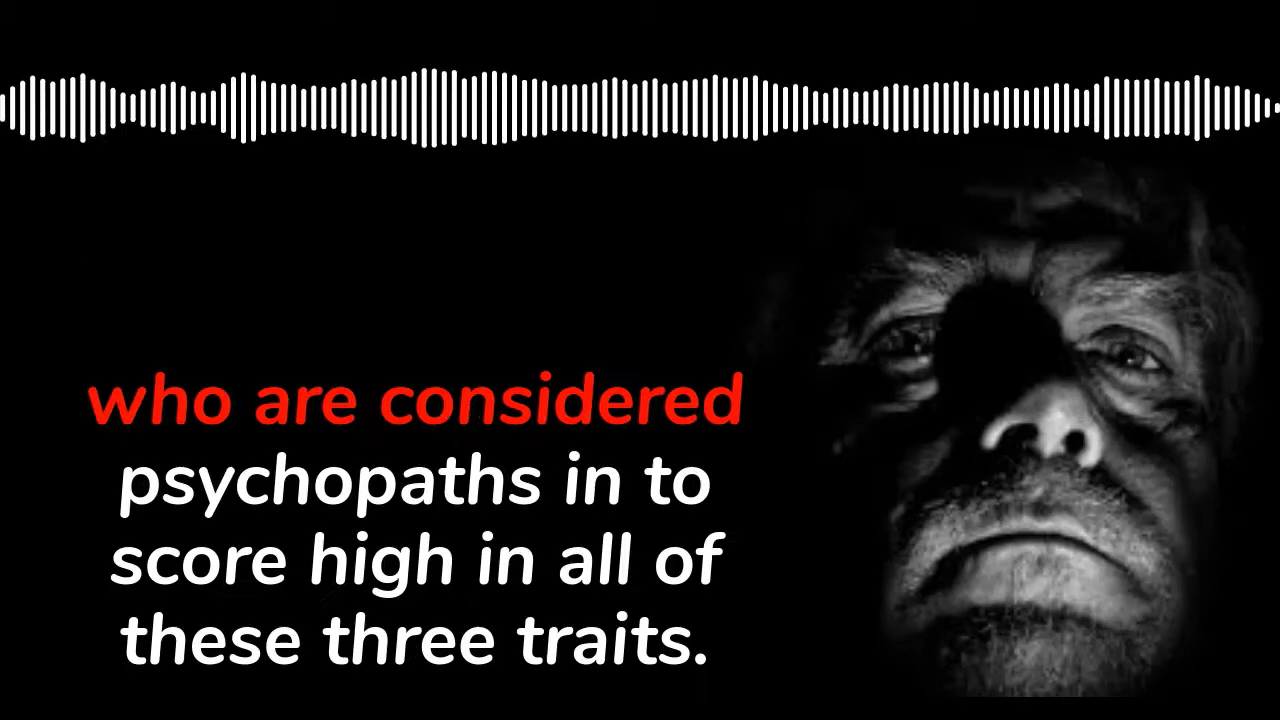 who are considered
psychopaths in to
score high in all of
these three traits.